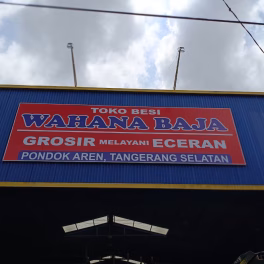 TOKO BESI
WAHANA BAJA
GROSIR MELAYANI ECERAN
PONDOK AREN, TANGERANG SELATAN